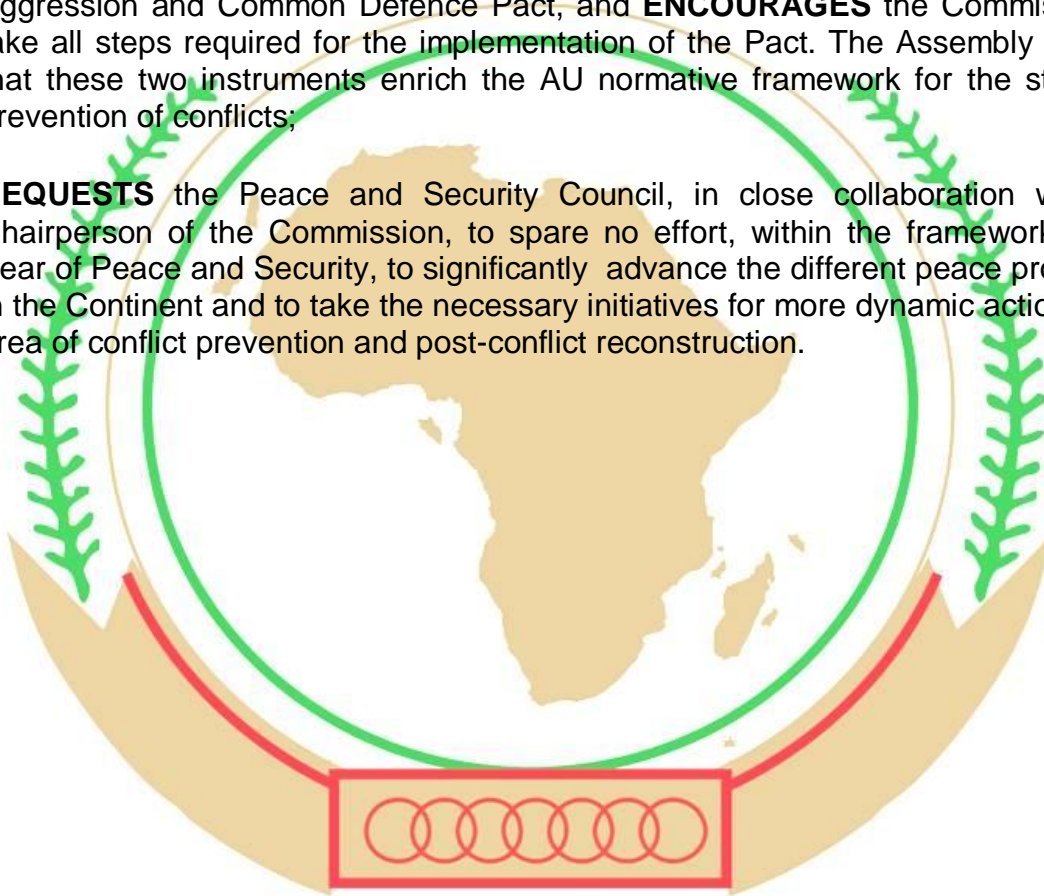 ggression and Common Defence Pact, and ENCOURAGES the Commis
ake all steps required for the implementation of the Pact. The Assembly
hat these two instruments enrich the AU normative framework for the st
revention of conflicts;
EQUESTS the Peace and Security Council, in close collaboration w
hairperson of the Commission, to spare no effort, within the framework
ear of Peace and Security, to significantly advance the different peace pro
n the Continent and to take the necessary initiatives for more dynamic actio
rea of conflict prevention and post-conflict reconstruction.